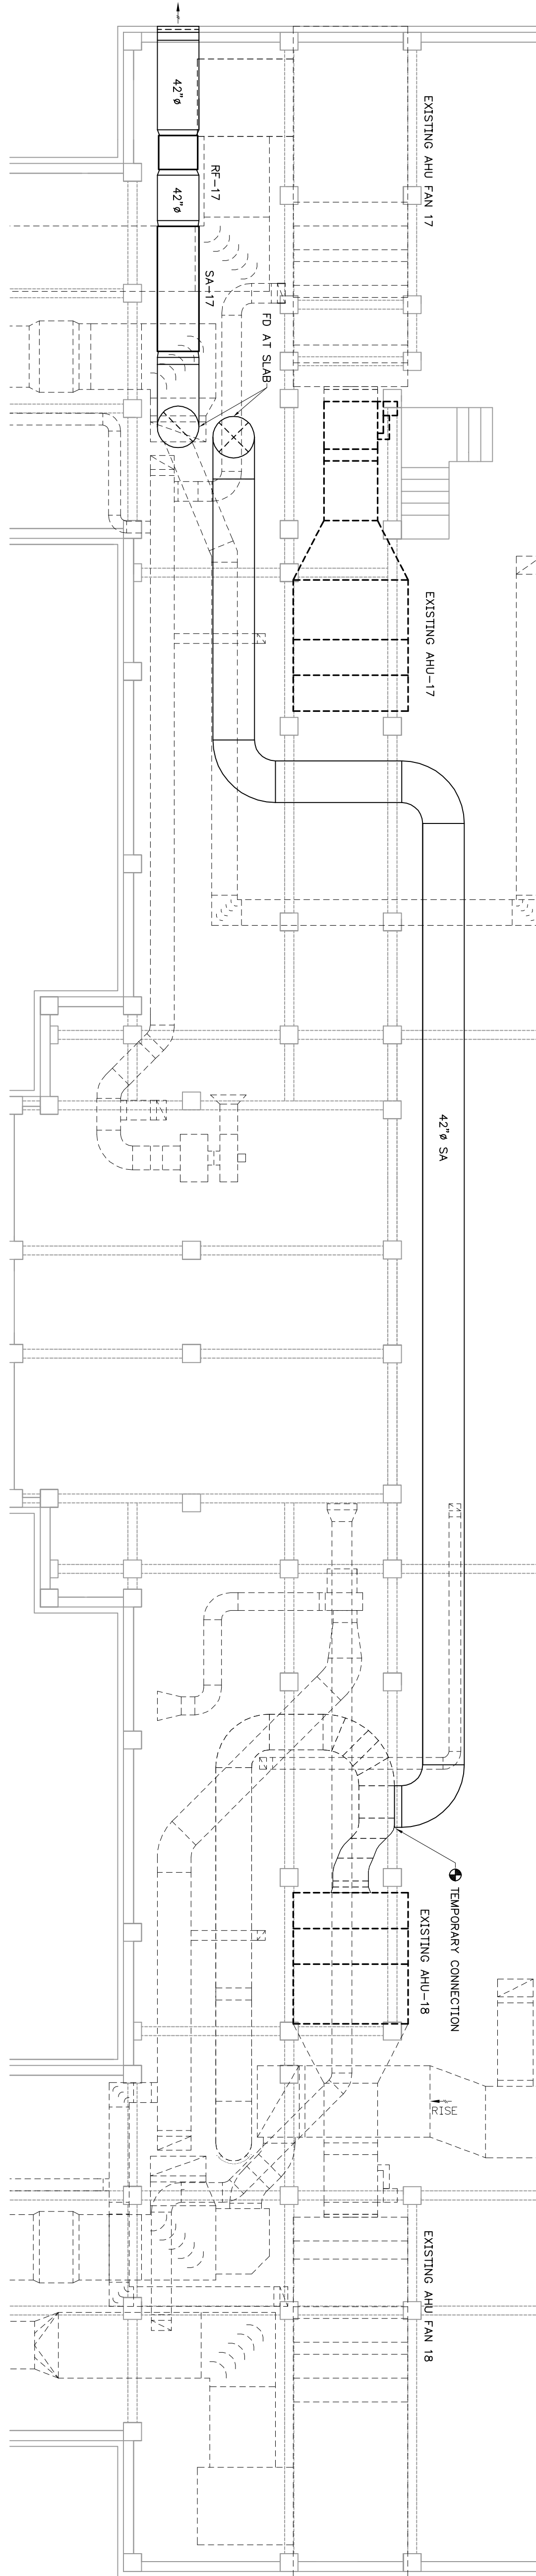 42"ø
EXISTING AHU FAN 17
RF-17
42"ø
SA-17
FD AT SLAB
EXISTING AHU-17
42"ø SA
TEMPORARY CONNECTION
EXISTING AHU-18
RISE
EXISTING AHU FAN 18